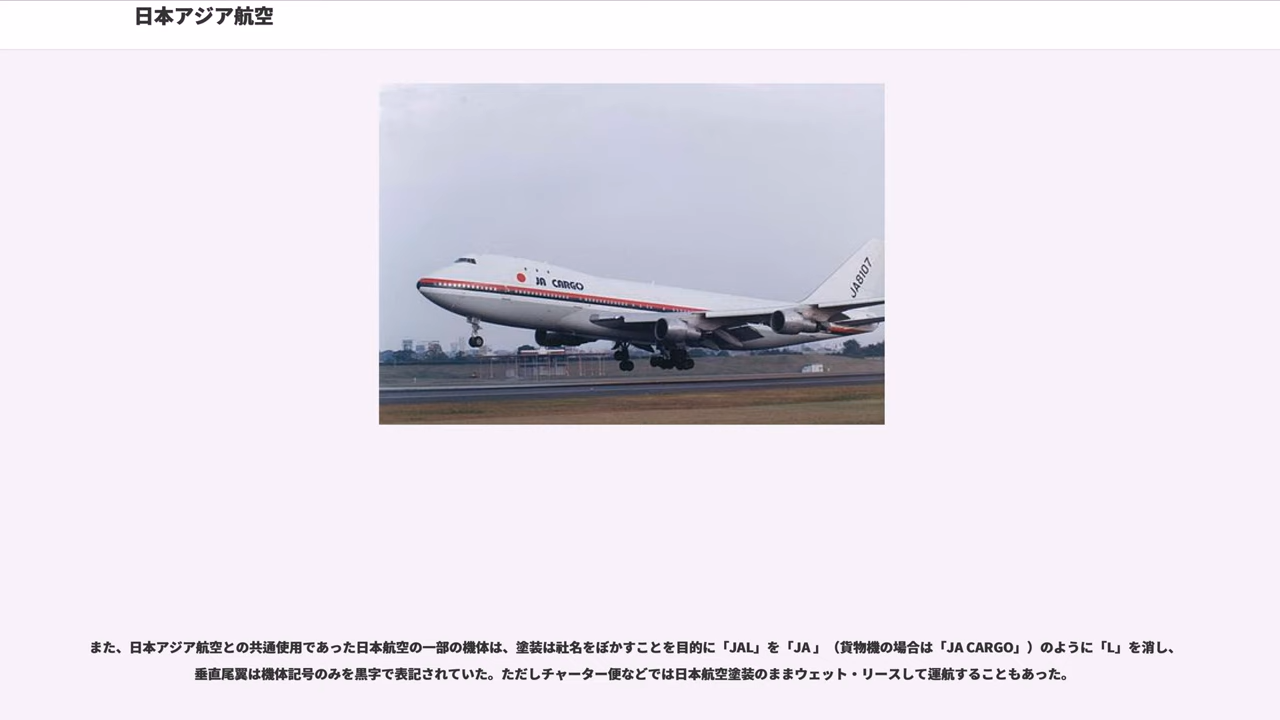 日本アジア航空
JA CARGO
JA8107
また、日本アジア航空との共通使用であった日本航空の一部の機体は、塗装は社名をぼかすことを目的に「JAL」を「JA 」（貨物機の場合は「JA CARGO」）のように「L」を消し、
垂直尾翼は機体記号のみを黒字で表記されていた。ただしチャーター便などでは日本航空塗装のままウェット・リースして運航することもあった。